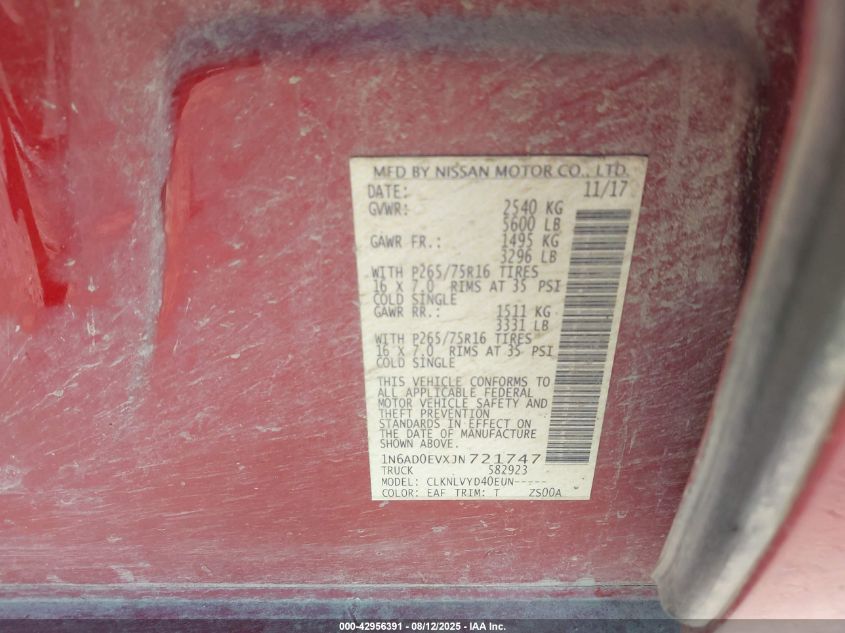 MFD BY NISSAN MOTOR CO., LTD.
DATE: 11/17
GVWR: 2540 KG
5600 LB
GAWR FR.: 1495 KG
3296 LB
WITH P265/75R16 TIRES
16 X 7.0 RIMS AT 35 PSI
COLD SINGLE
GAWR RR.: 1511 KG
3331 LB
WITH P265/75R16 TIRES
16 X 7.0 RIMS AT 35 PSI
COLD SINGLE
THIS VEHICLE CONFORMS TO
ALL APPLICABLE FEDERAL
MOTOR VEHICLE SAFETY AND
THEFT PREVENTION
STANDARDS IN EFFECT ON THE
DATE OF MANUFACTURE
SHOWN ABOVE.
1N6AD0EVXJN721747
TRUCK 582923
MODEL: CLKNLVYD40EUN-----
COLOR: EAF TRIM: T ZS00A
000-42956391 - 08/12/2025 - IAA Inc.